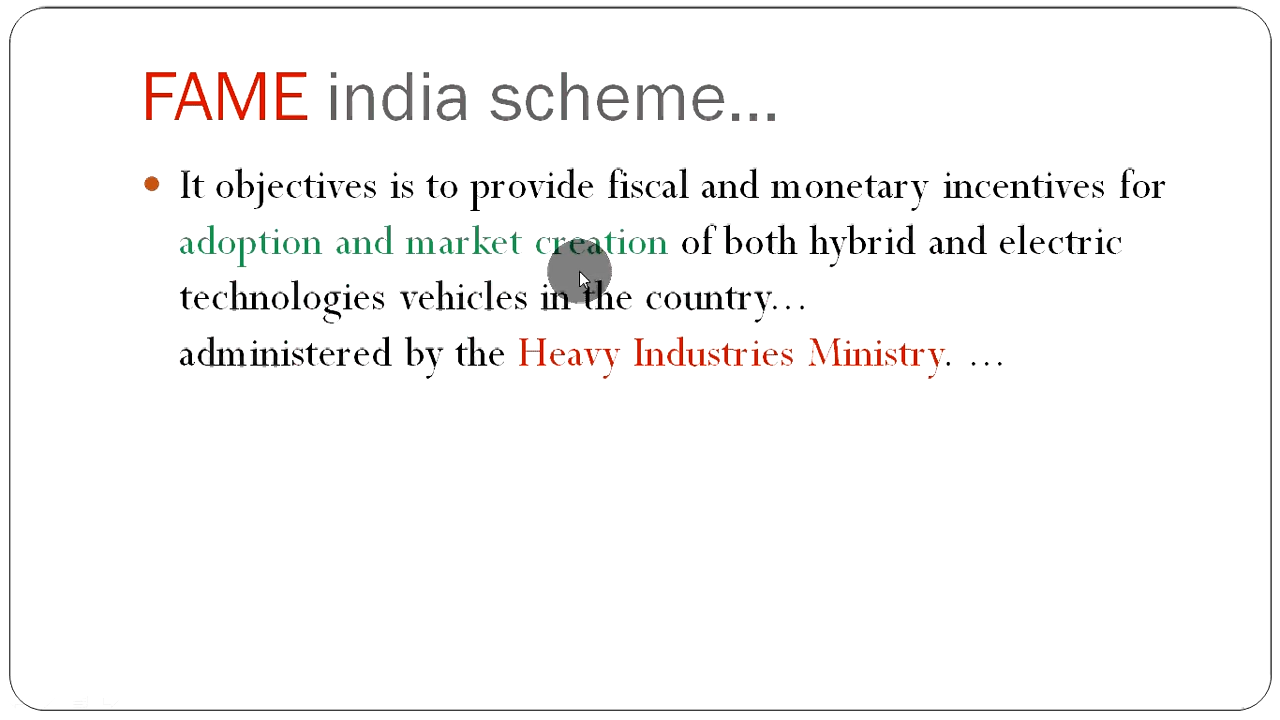 FAME india scheme...
• It objectives is to provide fiscal and monetary incentives for
adoption and market creation of both hybrid and electric
technologies vehicles in the country...
administered by the Heavy Industries Ministry. ...